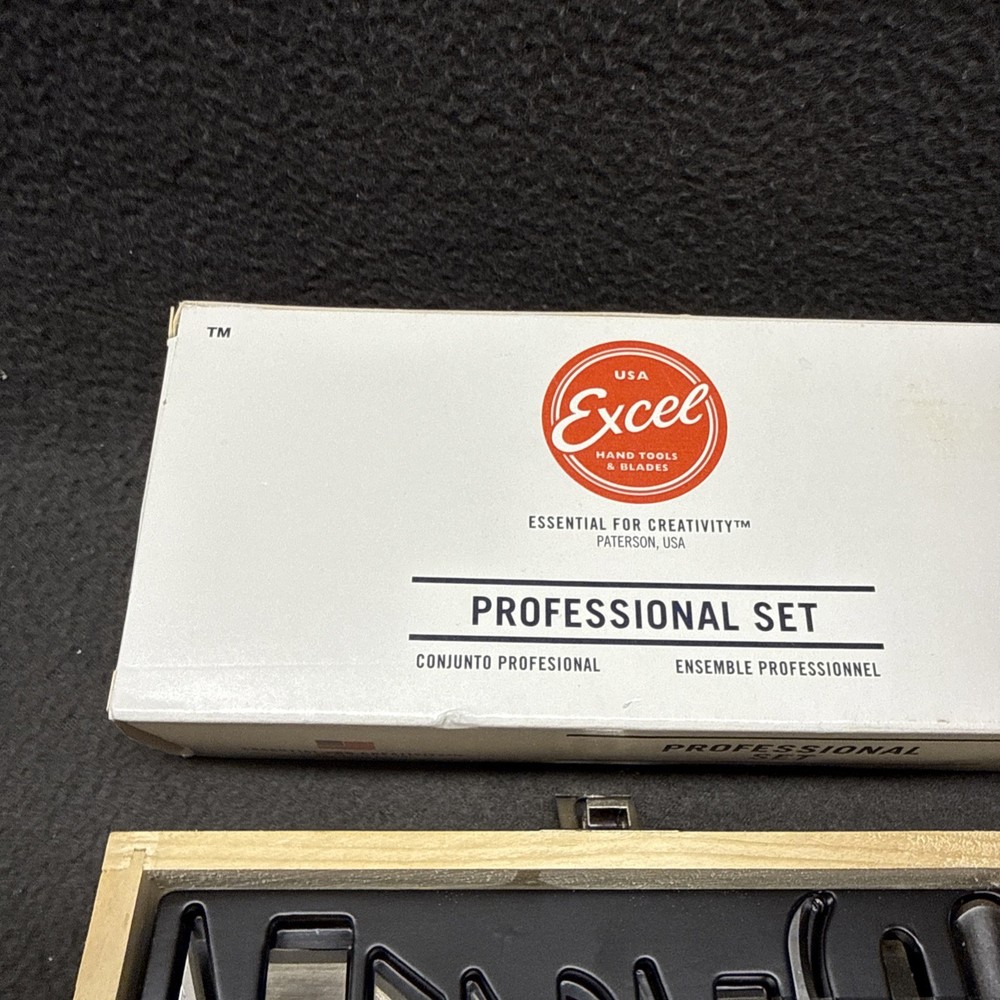 TM
USA
Excel
HAND TOOLS
& BLADES
ESSENTIAL FOR CREATIVITY™
PATERSON, USA
PROFESSIONAL SET
CONJUNTO PROFESIONAL ENSEMBLE PROFESSIONNEL
PROFESSIONAL
SET